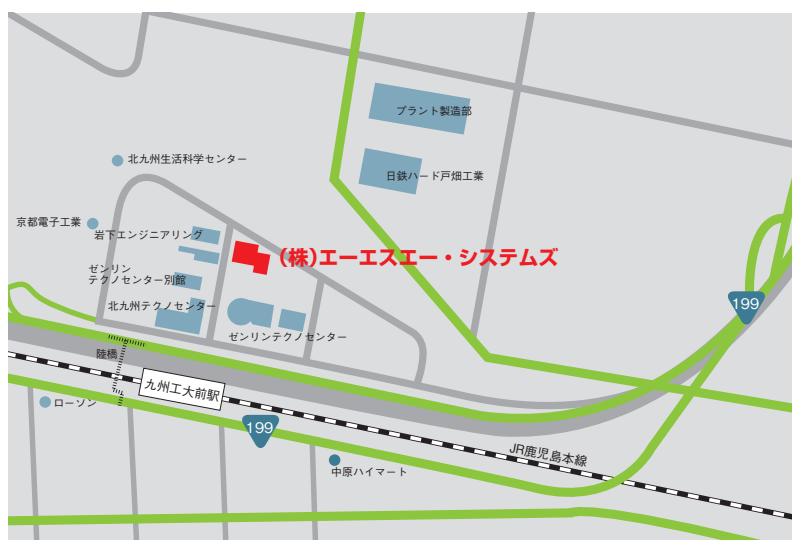 プラント製造部
北九州生活科学センター
日鉄ハード戸畑工業
京都電子工業
岩下エンジニアリング
(株)エーエスエー・システムズ
ゼンリン
テクノセンター別館
北九州テクノセンター
199
ゼンリンテクノセンター
陸橋
九州工大前駅
ローソン
199
JR鹿児島本線
中原ハイマート